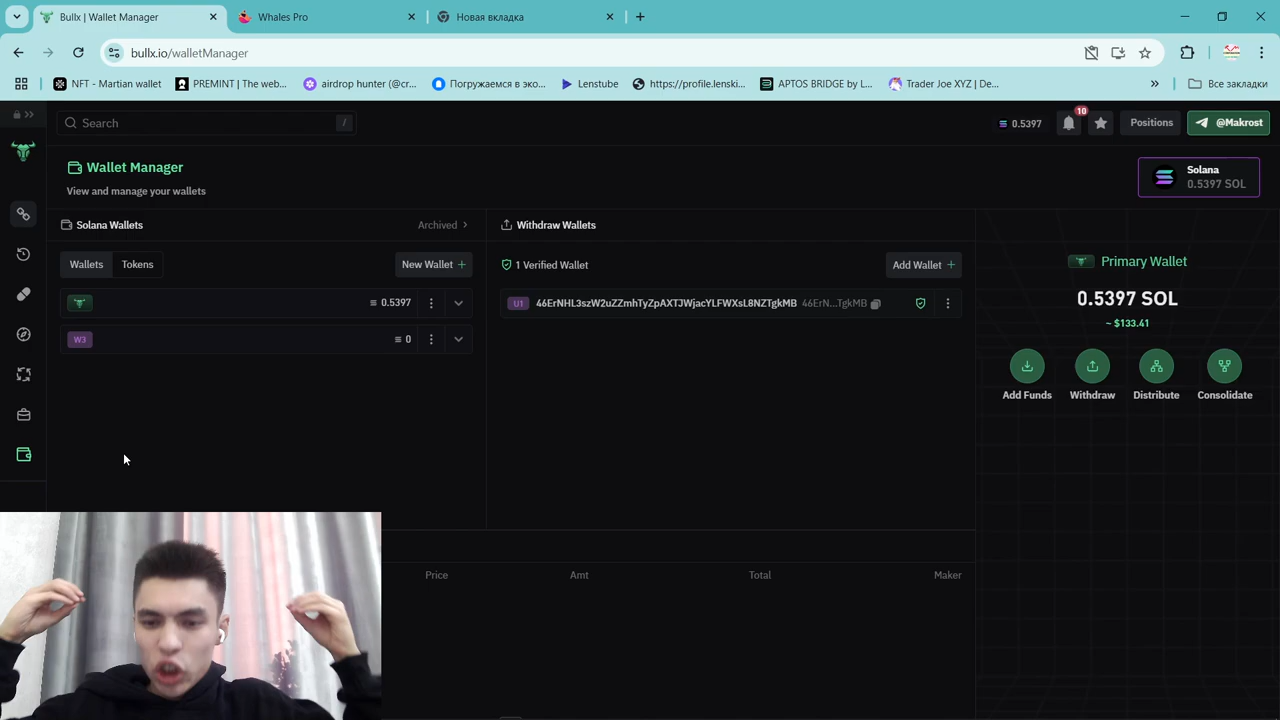 Bullx | Wallet Manager
Whales Pro
Новая вкладка
bullx.io/walletManager
NFT - Martian wallet
PREMINT | The web...
airdrop hunter (@cr...
Погружаемся в эко...
Lenstube
https://profile.lenski...
APTOS BRIDGE by L...
Trader Joe XYZ | De...
Все закладки
Search
/
0.5397
10
Positions
@Makrost
Wallet Manager
View and manage your wallets
Solana
0.5397 SOL
Solana Wallets
Archived
Withdraw Wallets
Wallets
Tokens
New Wallet +
1 Verified Wallet
Add Wallet +
Primary Wallet
0.5397
U1
46ErNHL3szW2uZZmhTyZpAXTJWjacYLFWXsL8NZTgkMB
46ErN...TgkMB
0.5397 SOL
~ $133.41
W3
0
Add Funds
Withdraw
Distribute
Consolidate
Price
Amt
Total
Maker